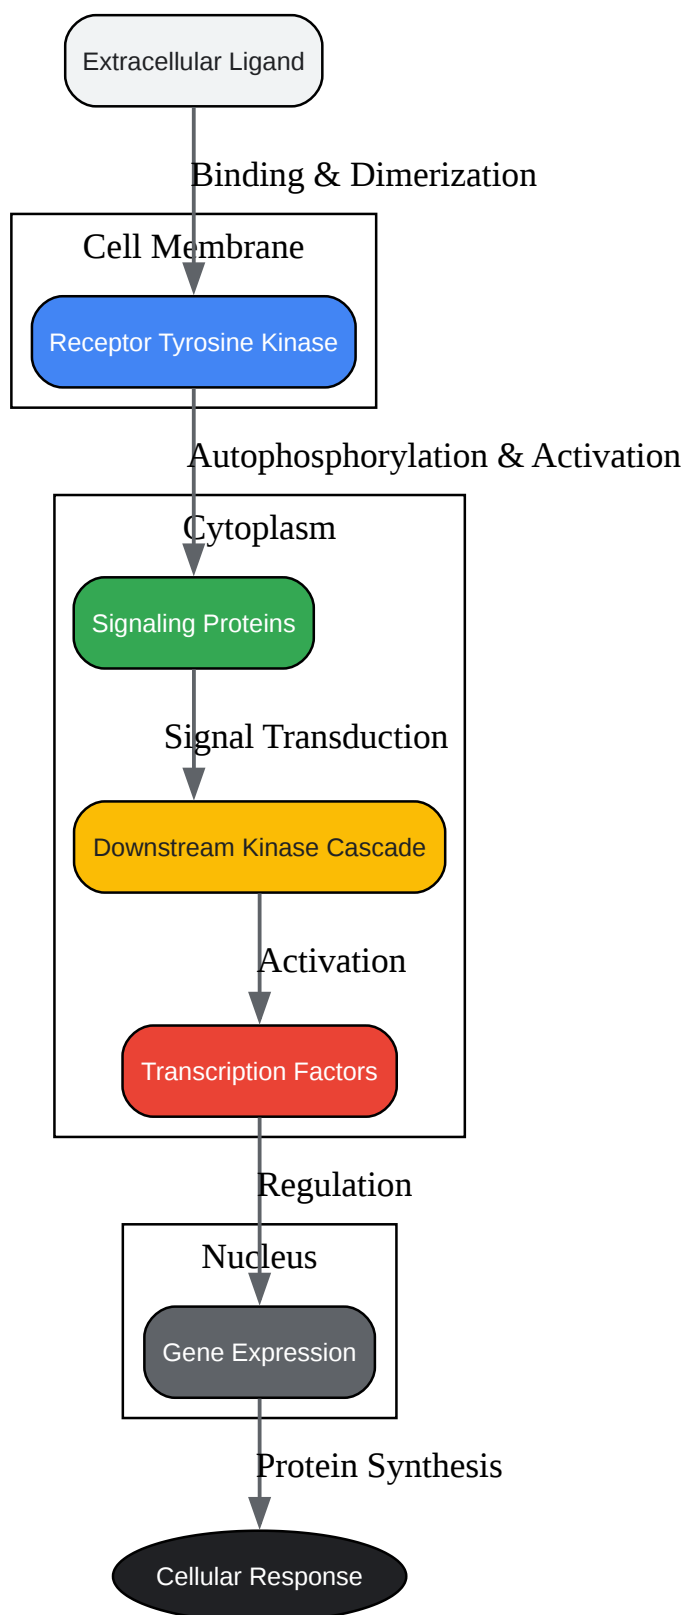 Extracellular Ligand
Binding & Dimerization
Cell Membrane
Receptor Tyrosine Kinase
Autophosphorylation & Activation
Cytoplasm
Signaling Proteins
Signal Transduction
Downstream Kinase Cascade
Activation
Transcription Factors
Regulation
Nucleus
Gene Expression
Protein Synthesis
Cellular Response